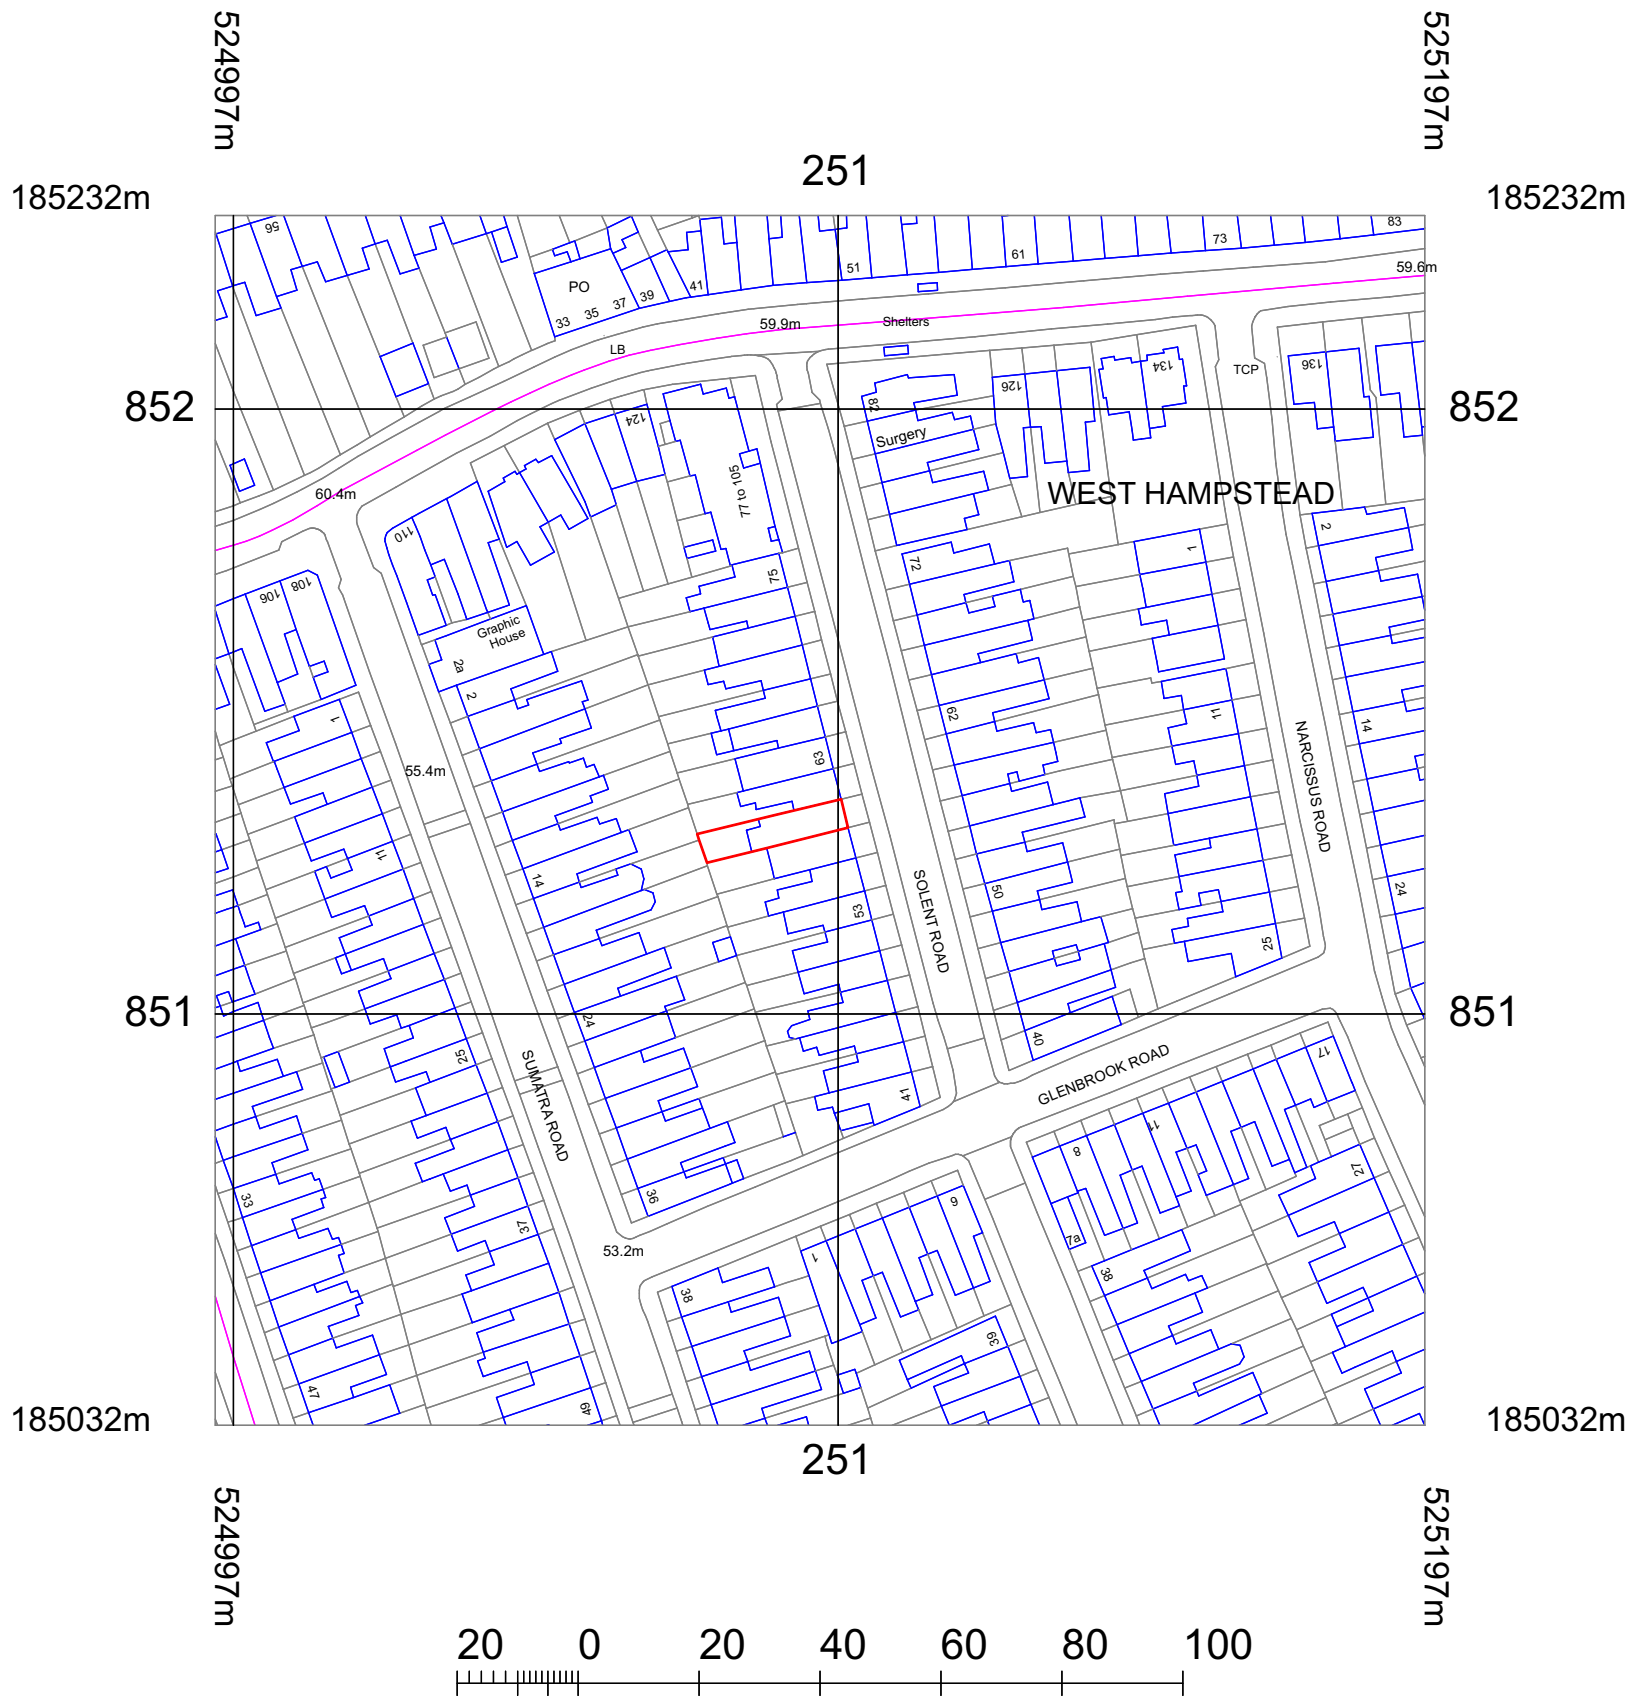 524997m
525197m
251
185232m
185232m
56
83
73
61
51
59.6m
PO
41
39
37
35
33
59.9m
Shelters
LB
TCP
136
134
126
82
852
852
124
Surgery
77 to 105
WEST HAMPSTEAD
60.4m
110
2
1
72
75
108
106
Graphic
House
2a
2
1
62
11
14
63
NARCISSUS ROAD
55.4m
11
14
50
24
53
SOLENT ROAD
25
851
851
24
40
25
SUMATRA ROAD
GLENBROOK ROAD
17
41
11
8
27
36
33
6
37
53.2m
1
7a
38
38
39
47
49
185032m
185032m
251
524997m
525197m
20 0 20 40 60 80 100